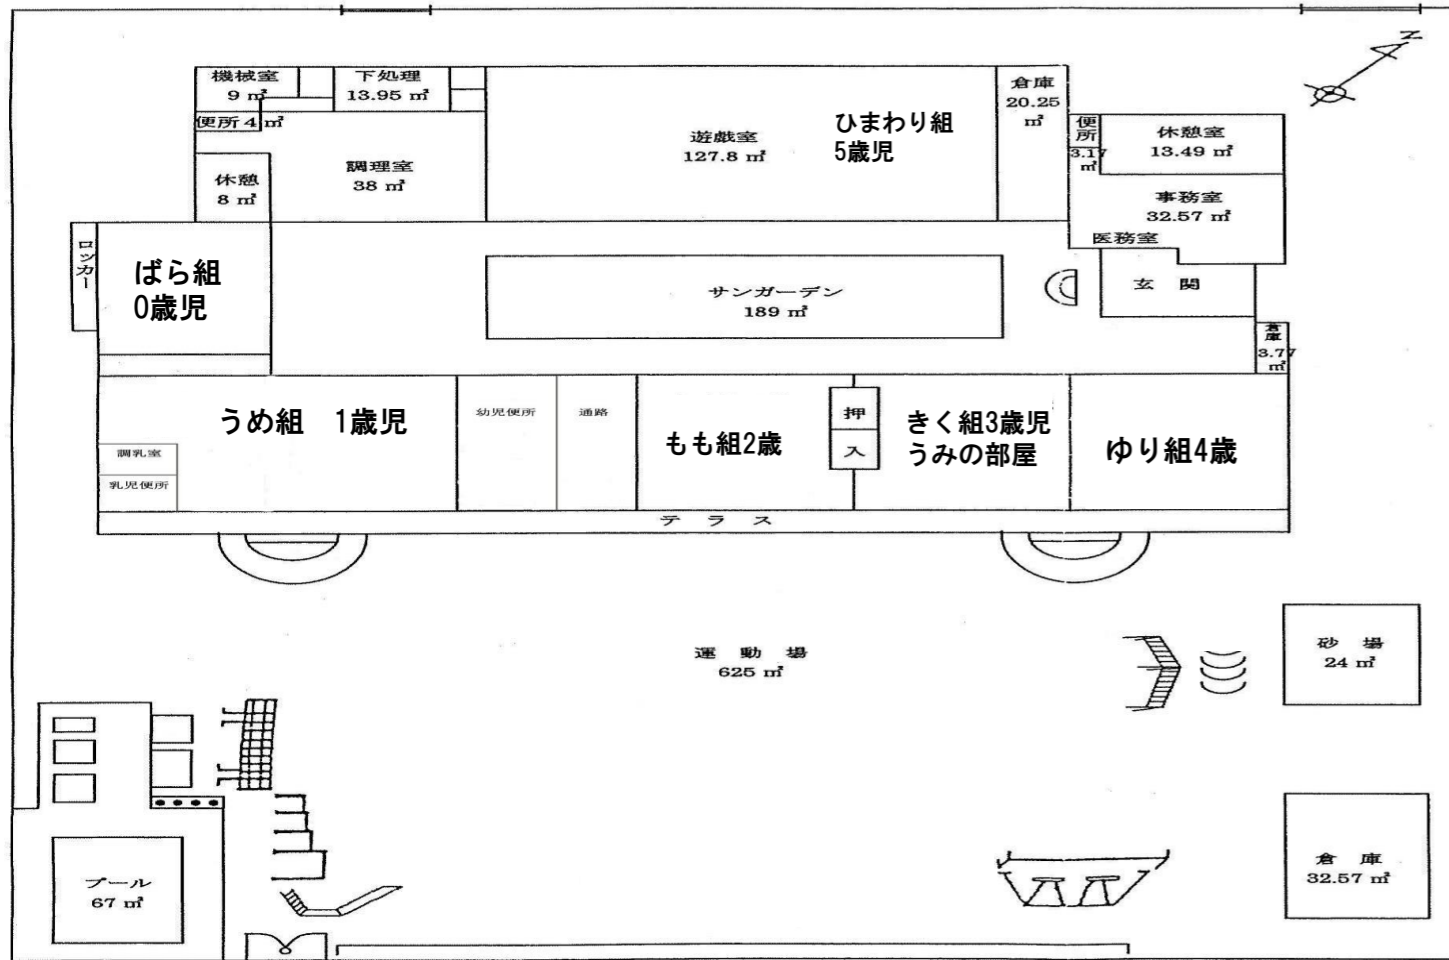 N
機械室
9 ㎡
下処理
13.95 ㎡
便所 4 ㎡
休憩
8 ㎡
調理室
38 ㎡
遊戯室
127.8 ㎡
ひまわり組
5歳児
倉庫
20.25
㎡
便所
3.17
㎡
休憩室
13.49 ㎡
事務室
32.57㎡
医務室
玄 関
ロッカー
ばら組
0歳児
サンガーデン
189 ㎡
倉庫
3.77
㎡
うめ組 1歳児
調乳室
乳児便所
幼児便所
通路
もも組2歳
押
入
きく組3歳児
うみの部屋
ゆり組4歳
テ ラ ス
運 動 場
625 ㎡
砂 場
24 ㎡
プール
67 ㎡
倉 庫
32.57 ㎡